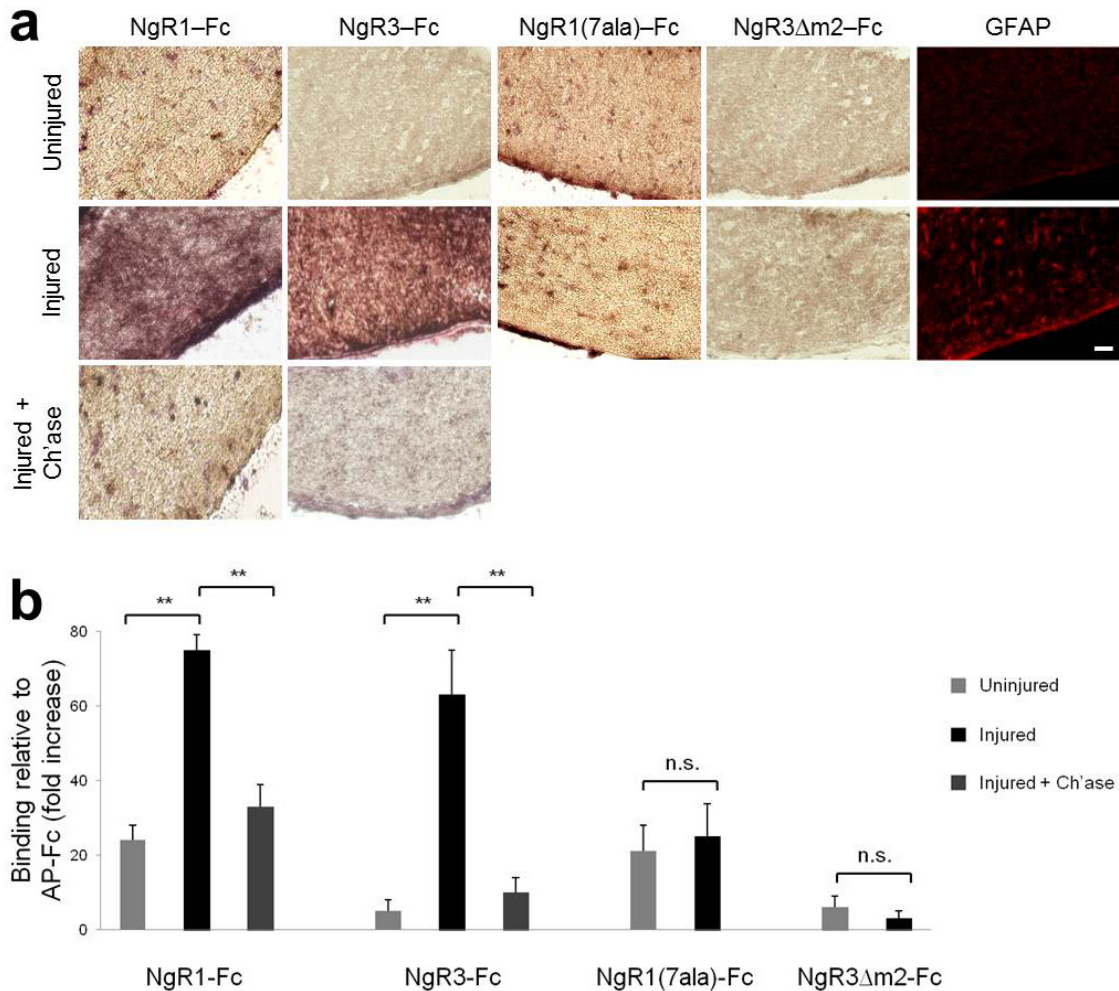 a
NgR1–Fc
NgR3–Fc
NgR1(7ala)–Fc
NgR3Δm2–Fc
GFAP
Uninjured
Injured
Injured +
Ch'ase
b
Binding relative to
AP-Fc (fold increase)
80
60
40
20
0
**
**
**
**
n.s.
n.s.
Uninjured
Injured
Injured + Ch'ase
NgR1-Fc
NgR3-Fc
NgR1(7ala)-Fc
NgR3Δm2-Fc